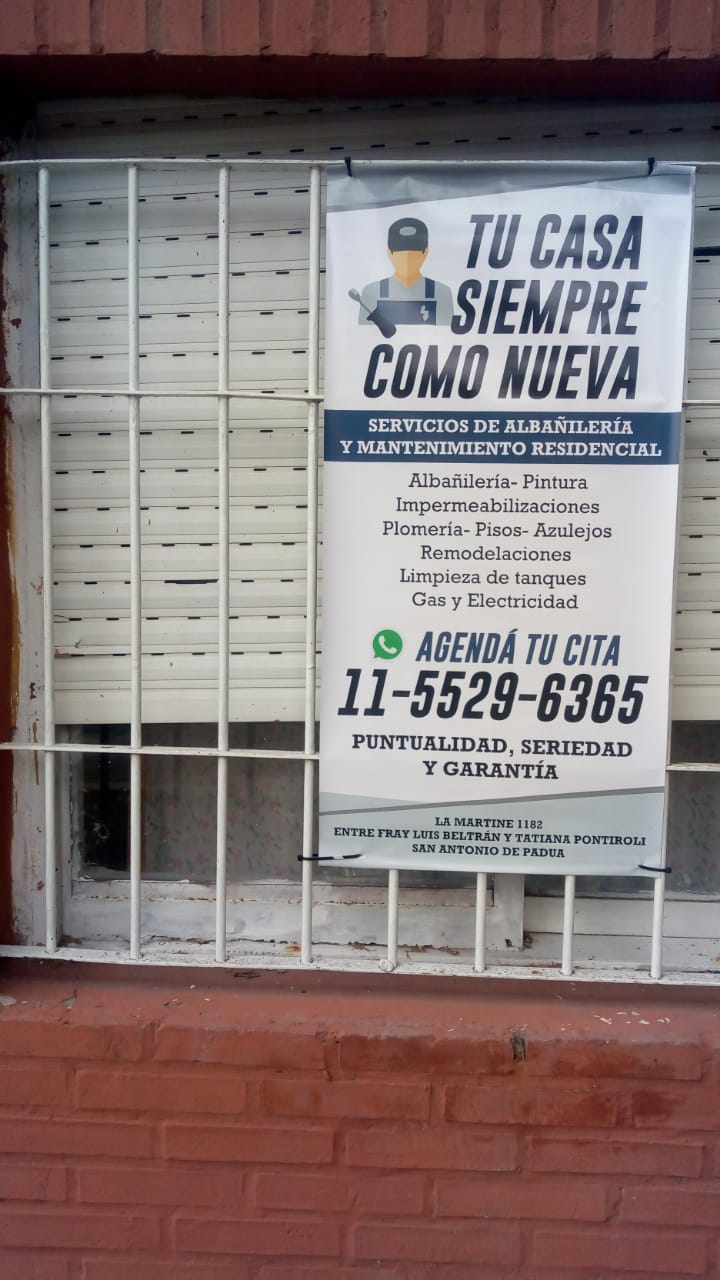 TU CASA
SIEMPRE
COMO NUEVA
SERVICIOS DE ALBAÑILERÍA
Y MANTENIMIENTO RESIDENCIAL
Albañilería- Pintura
Impermeabilizaciones
Plomería- Pisos- Azulejos
Remodelaciones
Limpieza de tanques
Gas y Electricidad
AGENDÁ TU CITA
11-5529-6365
PUNTUALIDAD, SERIEDAD
Y GARANTÍA
LA MARTINE 1182
ENTRE FRAY LUIS BELTRÁN Y TATIANA PONTIROLI
SAN ANTONIO DE PADUA